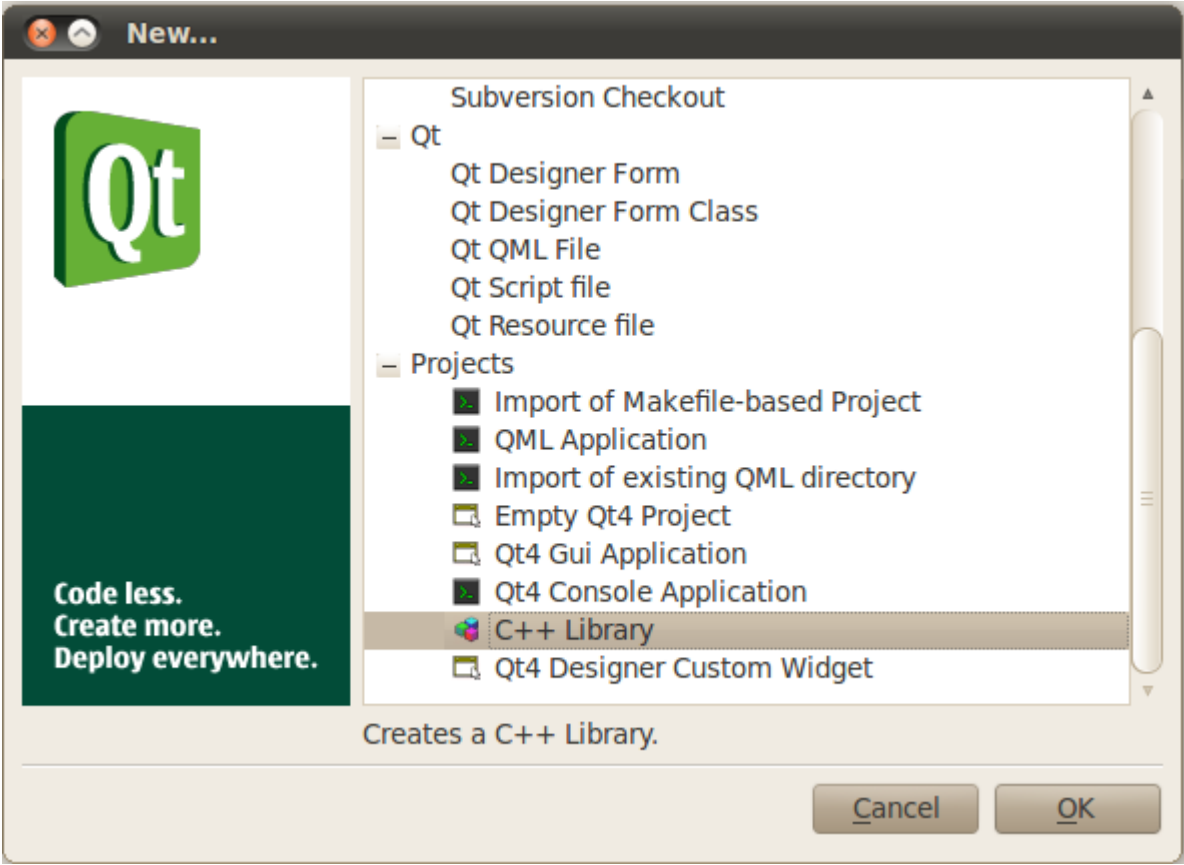 New...
Qt
Code less.
Create more.
Deploy everywhere.
Subversion Checkout
Qt
Qt Designer Form
Qt Designer Form Class
Qt QML File
Qt Script file
Qt Resource file
Projects
Import of Makefile-based Project
QML Application
Import of existing QML directory
Empty Qt4 Project
Qt4 Gui Application
Qt4 Console Application
C++ Library
Qt4 Designer Custom Widget
Creates a C++ Library.
Cancel
OK